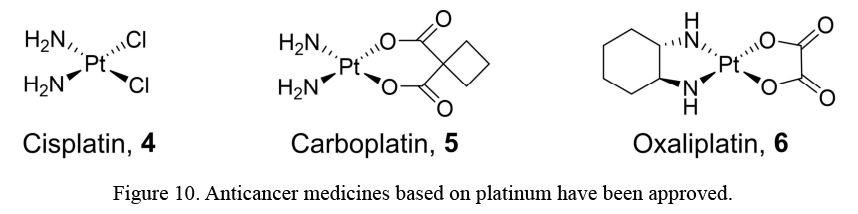 H2N Cl
Pt
H2N Cl
Cisplatin, 4
O
H2N O
Pt
H2N O
O
Carboplatin, 5
H
N O O
Pt
N O O
H
Oxaliplatin, 6
Figure 10. Anticancer medicines based on platinum have been approved.